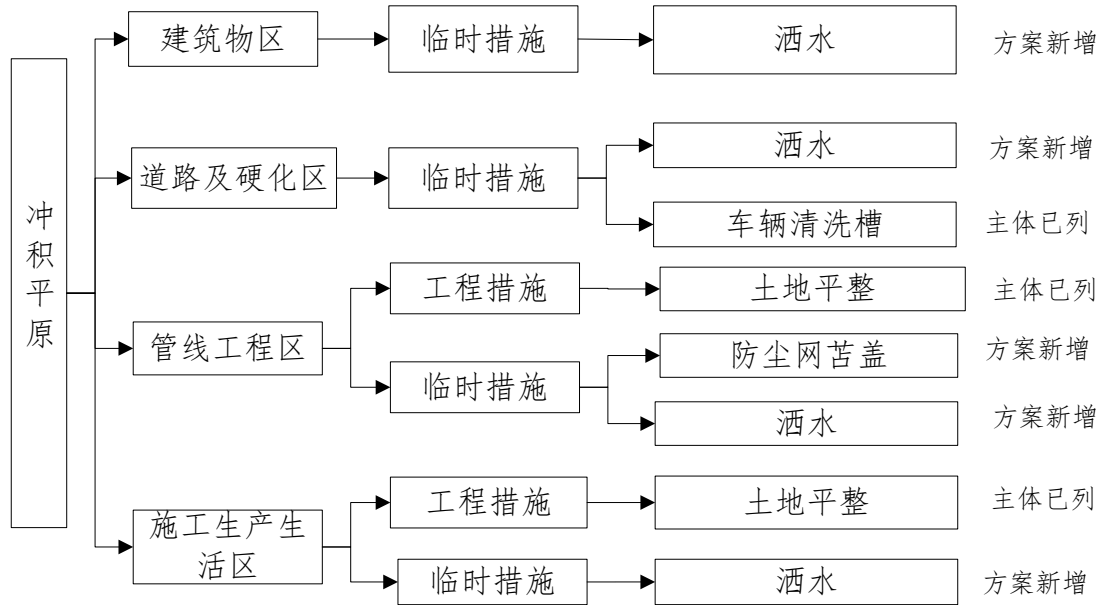 冲积平原
建筑物区 临时措施 洒水 方案新增
道路及硬化区 临时措施 洒水 方案新增
车辆清洗槽 主体已列
管线工程区 工程措施 土地平整 主体已列
临时措施 防尘网苫盖 方案新增
洒水 方案新增
施工生产生
活区
工程措施 土地平整 主体已列
临时措施 洒水 方案新增